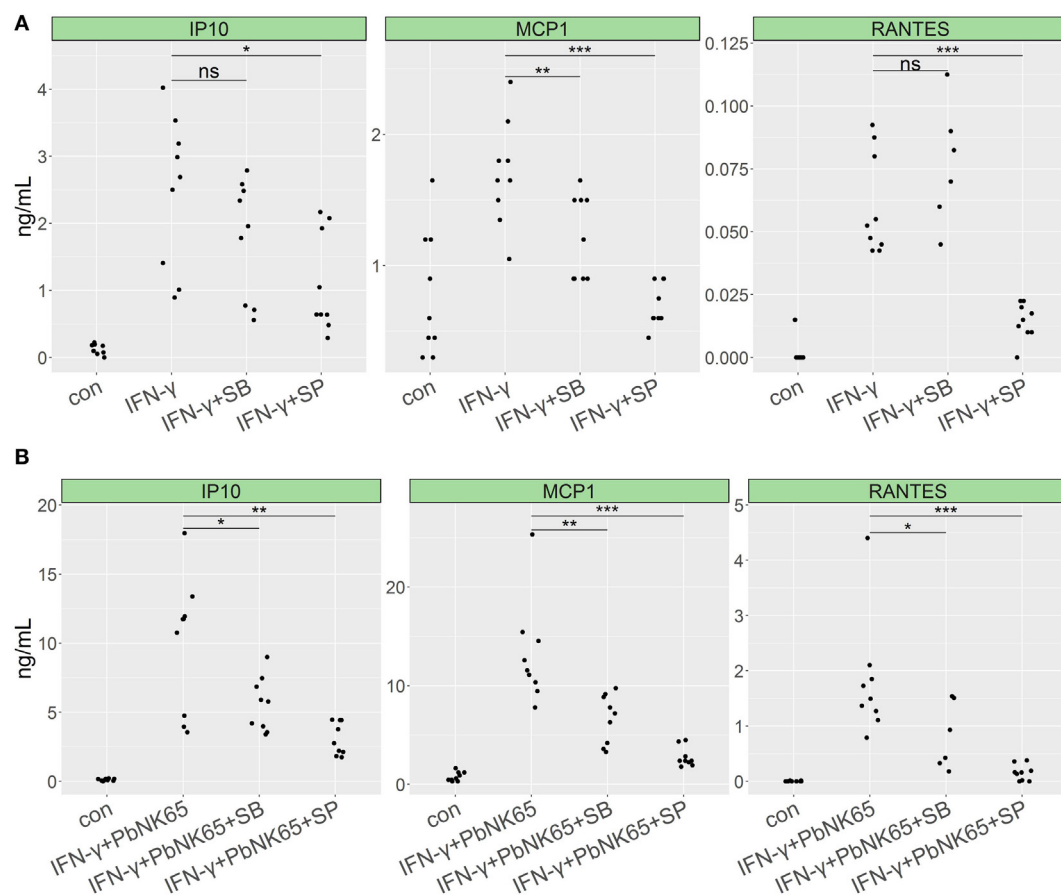 A
IP10 MCP1 RANTES
* *** ***
ns ** ns
ng/mL
4
3
2
1
0
2
1
0.125
0.100
0.075
0.050
0.025
0.000
con IFN-γ IFN-γ+SB IFN-γ+SP
con IFN-γ IFN-γ+SB IFN-γ+SP
con IFN-γ IFN-γ+SB IFN-γ+SP
B
IP10 MCP1 RANTES
** *** ***
* ** *
ng/mL
20
15
10
5
0
20
10
0
5
4
3
2
1
0
con IFN-γ+PbNK65 IFN-γ+PbNK65+SB IFN-γ+PbNK65+SP
con IFN-γ+PbNK65 IFN-γ+PbNK65+SB IFN-γ+PbNK65+SP
con IFN-γ+PbNK65 IFN-γ+PbNK65+SB IFN-γ+PbNK65+SP